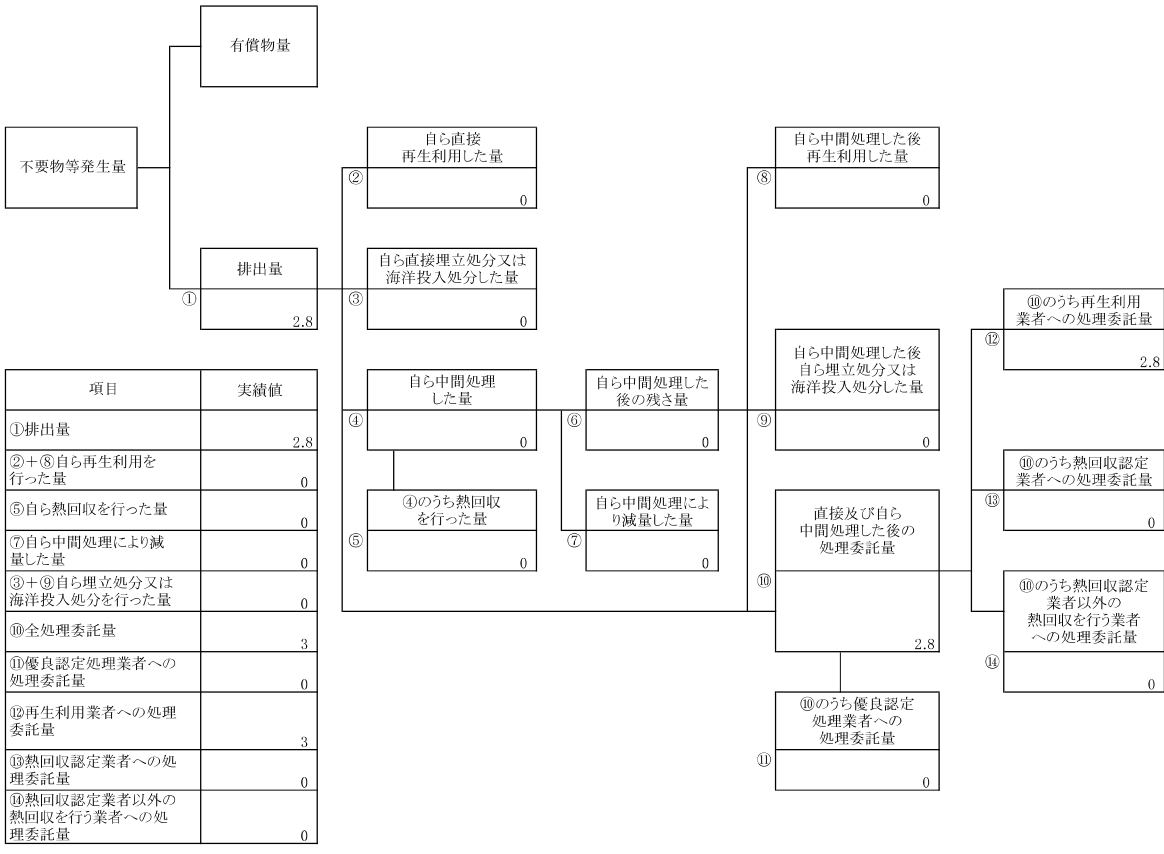 有償物量
不要物等発生量
排出量
①
2.8
自ら直接
再生利用した量
②
0
自ら直接埋立処分又は
海洋投入処分した量
③
0
自ら中間処理
した量
④
0
④のうち熱回収
を行った量
⑤
0
自ら中間処理した
後の残さ量
⑥
0
自ら中間処理によ
り減量した量
⑦
0
自ら中間処理した後
再生利用した量
⑧
0
自ら中間処理した後
自ら埋立処分又は
海洋投入処分した量
⑨
0
直接及び自ら
中間処理した後の
処理委託量
⑩
2.8
⑩のうち優良認定
処理業者への
処理委託量
⑪
0
⑩のうち再生利用
業者への処理委託量
⑫
2.8
⑩のうち熱回収認定
業者への処理委託量
⑬
0
⑩のうち熱回収認定
業者以外の
熱回収を行う業者
への処理委託量
⑭
0
項目 実績値
①排出量 2.8
②+⑧自ら再生利用を
行った量 0
⑤自ら熱回収を行った量 0
⑦自ら中間処理により減
量した量 0
③+⑨自ら埋立処分又は
海洋投入処分を行った量 0
⑩全処理委託量 3
⑪優良認定処理業者への
処理委託量 0
⑫再生利用業者への処理
委託量 3
⑬熱回収認定業者への処
理委託量 0
⑭熱回収認定業者以外の
熱回収を行う業者への処
理委託量 0